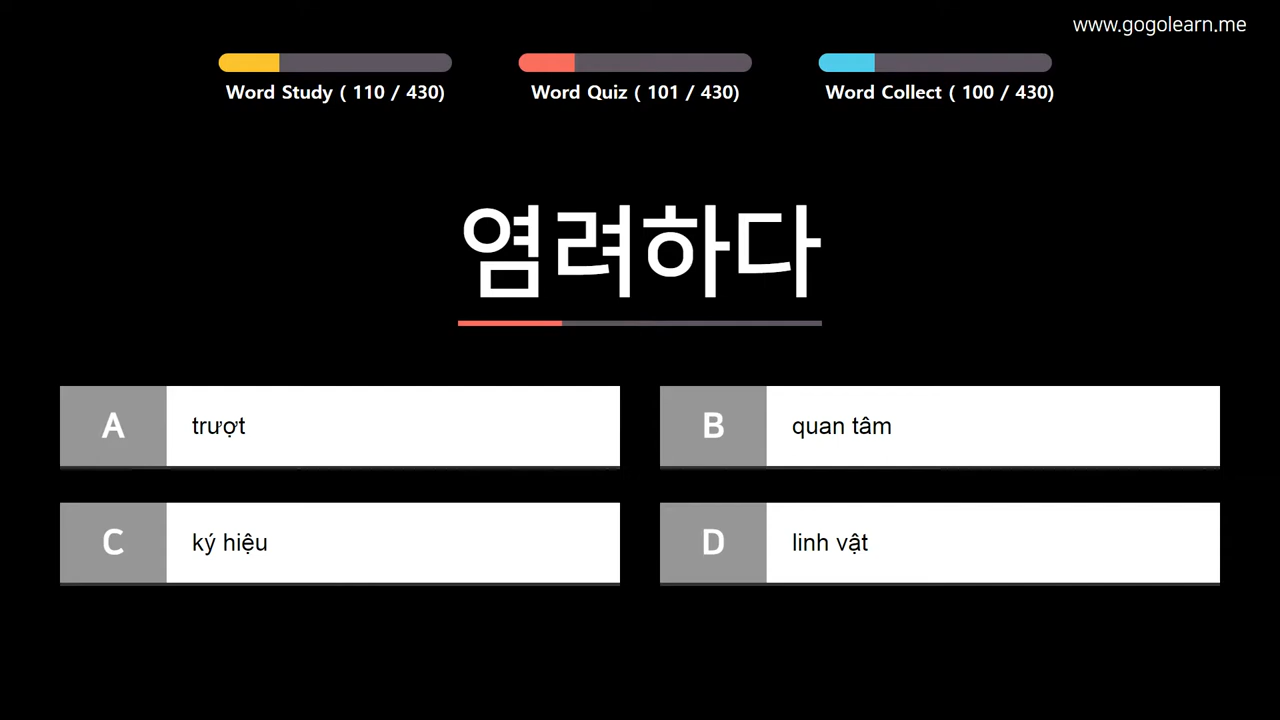 www.gogolearn.me
Word Study ( 110 / 430)
Word Quiz ( 101 / 430)
Word Collect ( 100 / 430)
염려하다
A
trượt
B
quan tâm
C
ký hiệu
D
linh vật